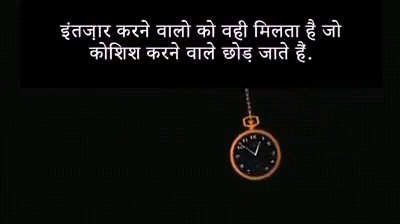 इंतज़ार करने वालो को वही मिलता है जो
कोशिश करने वाले छोड़ जाते हैं.